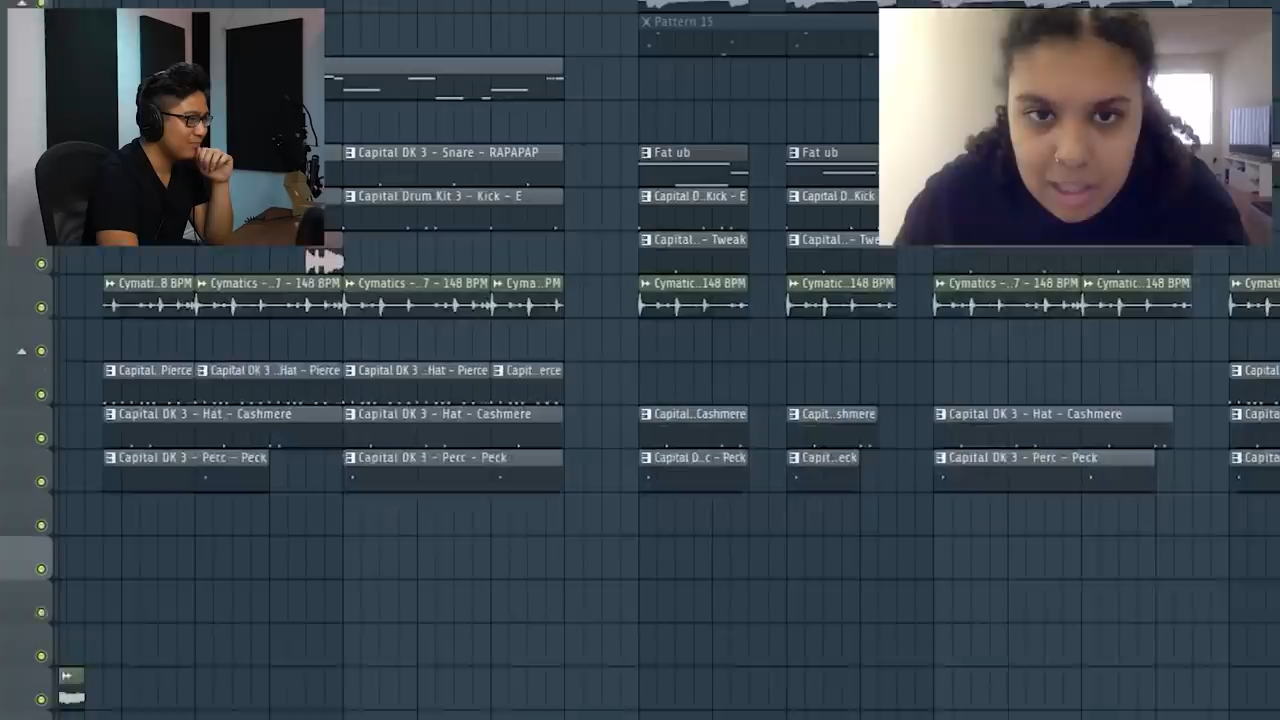 Pattern 15
Capital DK 3 - Snare - RAPAPAP
Fat ub
Fat ub
Capital Drum Kit 3 - Kick - E
Capital D..Kick - E
Capital D..Kick
Capital.. - Tweak
Capital.. - Twe
Cymati..8 BPM
Cymatics -..7 - 148 BPM
Cymatics -..7 - 148 BPM
Cyma..PM
Cymatic..148 BPM
Cymatic..148 BPM
Cymatics -..7 - 148 BPM
Cymatic..148 BPM
Cymati
Capital. Pierce
Capital DK 3 ..Hat - Pierce
Capital DK 3 ..Hat - Pierce
Capit..erce
Capital
Capital DK 3 - Hat - Cashmere
Capital DK 3 - Hat - Cashmere
Capital..Cashmere
Capit..shmere
Capital DK 3 - Hat - Cashmere
Capita
Capital DK 3 - Perc - Peck
Capital DK 3 - Perc - Peck
Capital D..c - Peck
Capit..eck
Capital DK 3 - Perc - Peck
Capita